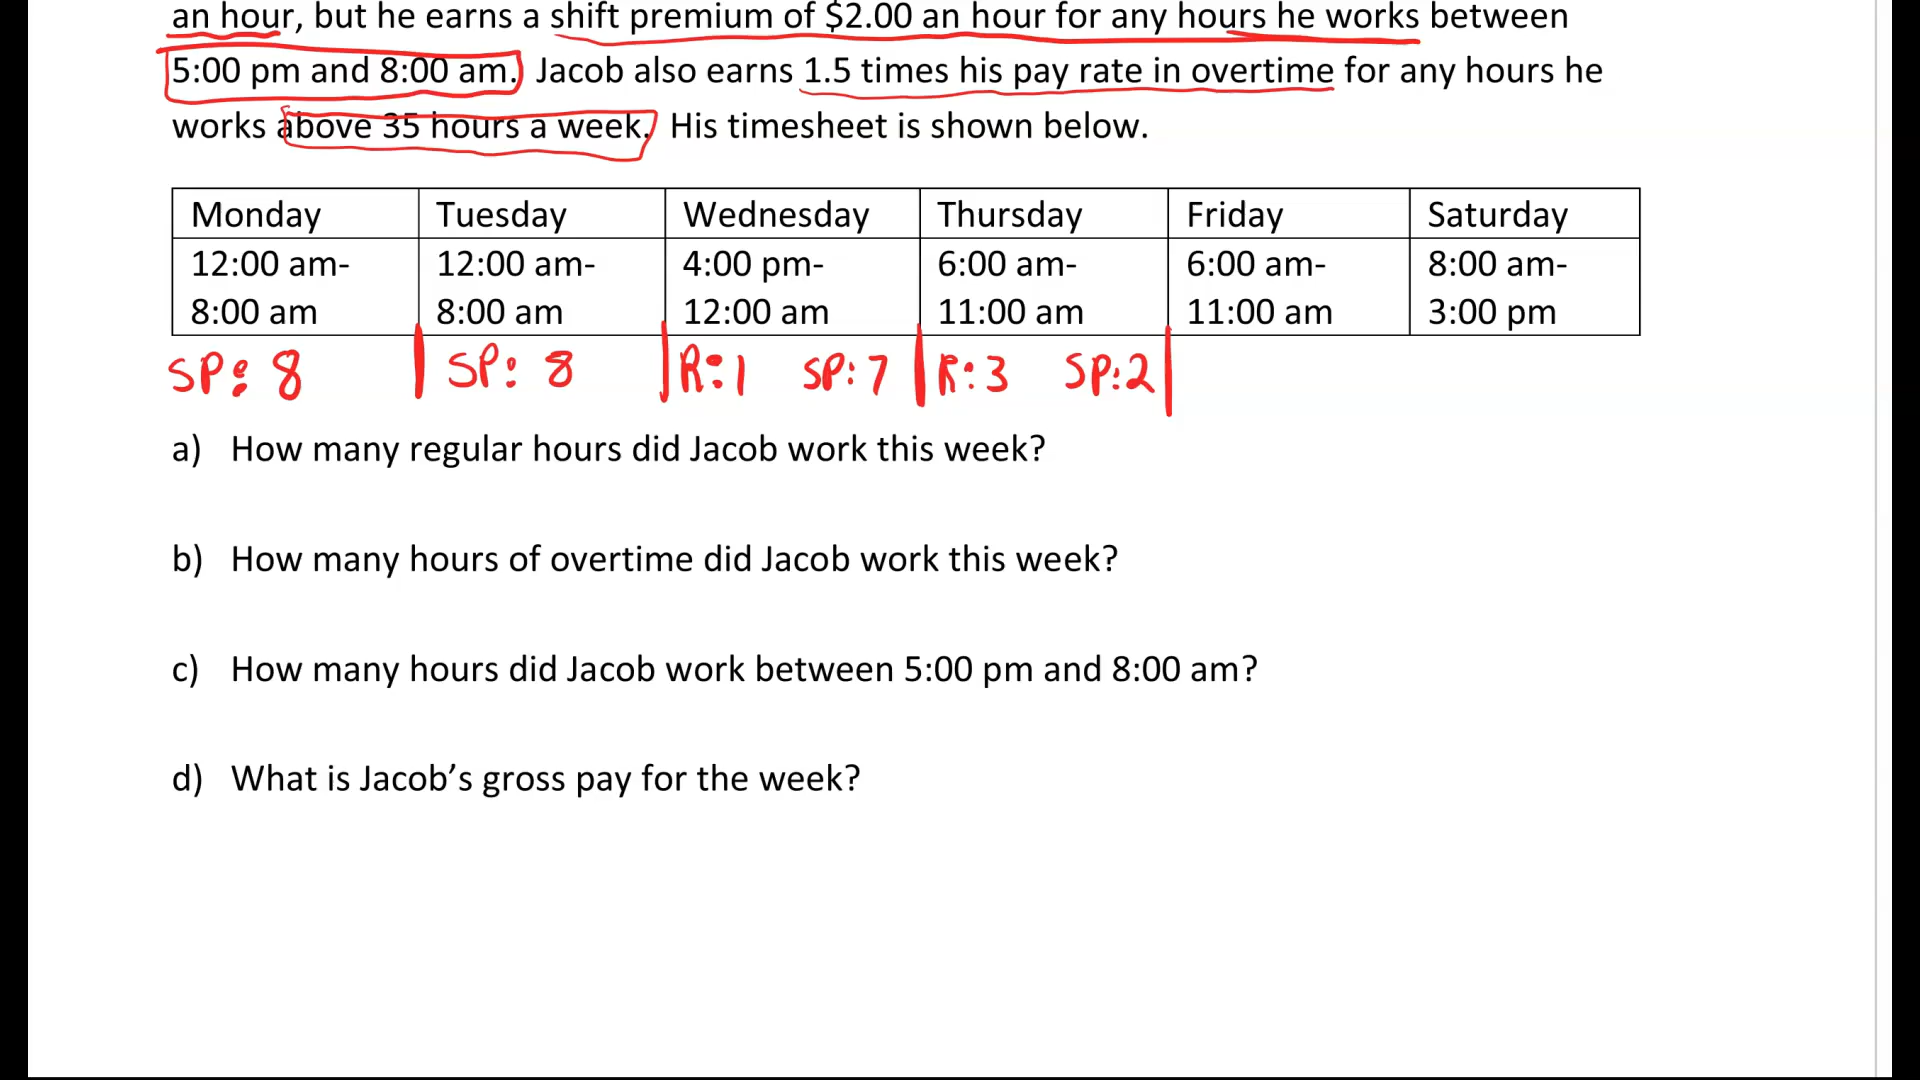 an hour, but he earns a shift premium of $2.00 an hour for any hours he works between
5:00 pm and 8:00 am. Jacob also earns 1.5 times his pay rate in overtime for any hours he
works above 35 hours a week. His timesheet is shown below.
Monday Tuesday Wednesday Thursday Friday Saturday
12:00 am- 12:00 am- 4:00 pm- 6:00 am- 6:00 am- 8:00 am-
8:00 am 8:00 am 12:00 am 11:00 am 11:00 am 3:00 pm
SP: 8 SP: 8 R: 1 SP: 7 R: 3 SP: 2
a) How many regular hours did Jacob work this week?
b) How many hours of overtime did Jacob work this week?
c) How many hours did Jacob work between 5:00 pm and 8:00 am?
d) What is Jacob’s gross pay for the week?